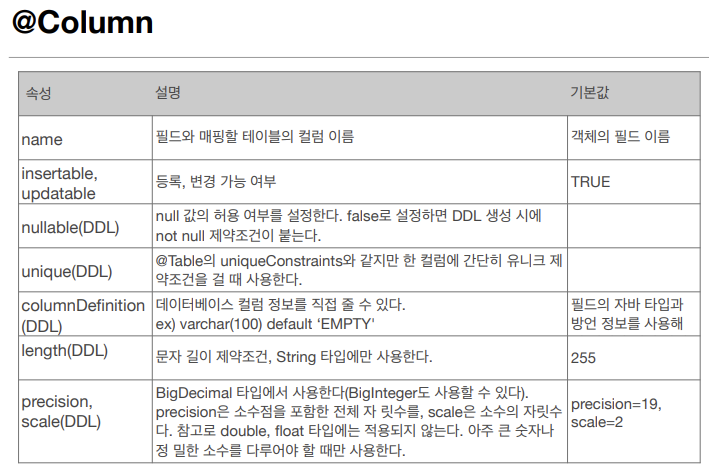 @Column
속성 설명 기본값
name 필드와 매핑할 테이블의 컬럼 이름 객체의 필드 이름
insertable,
updatable 등록, 변경 가능 여부 TRUE
nullable(DDL) null 값의 허용 여부를 설정한다. false로 설정하면 DDL 생성 시에
not null 제약조건이 붙는다.
unique(DDL) @Table의 uniqueConstraints와 같지만 한 컬럼에 간단히 유니크 제
약조건을 걸 때 사용한다.
columnDefinition
(DDL) 데이터베이스 컬럼 정보를 직접 줄 수 있다.
ex) varchar(100) default ‘EMPTY'
필드의 자바 타입과
방언 정보를 사용해
length(DDL) 문자 길이 제약조건, String 타입에만 사용한다. 255
precision,
scale(DDL) BigDecimal 타입에서 사용한다(BigInteger도 사용할 수 있다).
precision은 소수점을 포함한 전체 자 릿수를, scale은 소수의 자릿수
다. 참고로 double, float 타입에는 적용되지 않는다. 아주 큰 숫자나
정 밀한 소수를 다루어야 할 때만 사용한다.
precision=19,
scale=2